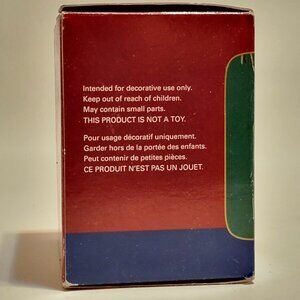 Intended for decorative use only.
Keep out of reach of children.
May contain small parts.
THIS PRODUCT IS NOT A TOY.
Pour usage décoratif uniquement.
Garder hors de la portée des enfants.
Peut contenir de petites pièces.
CE PRODUIT N'EST PAS UN JOUET.